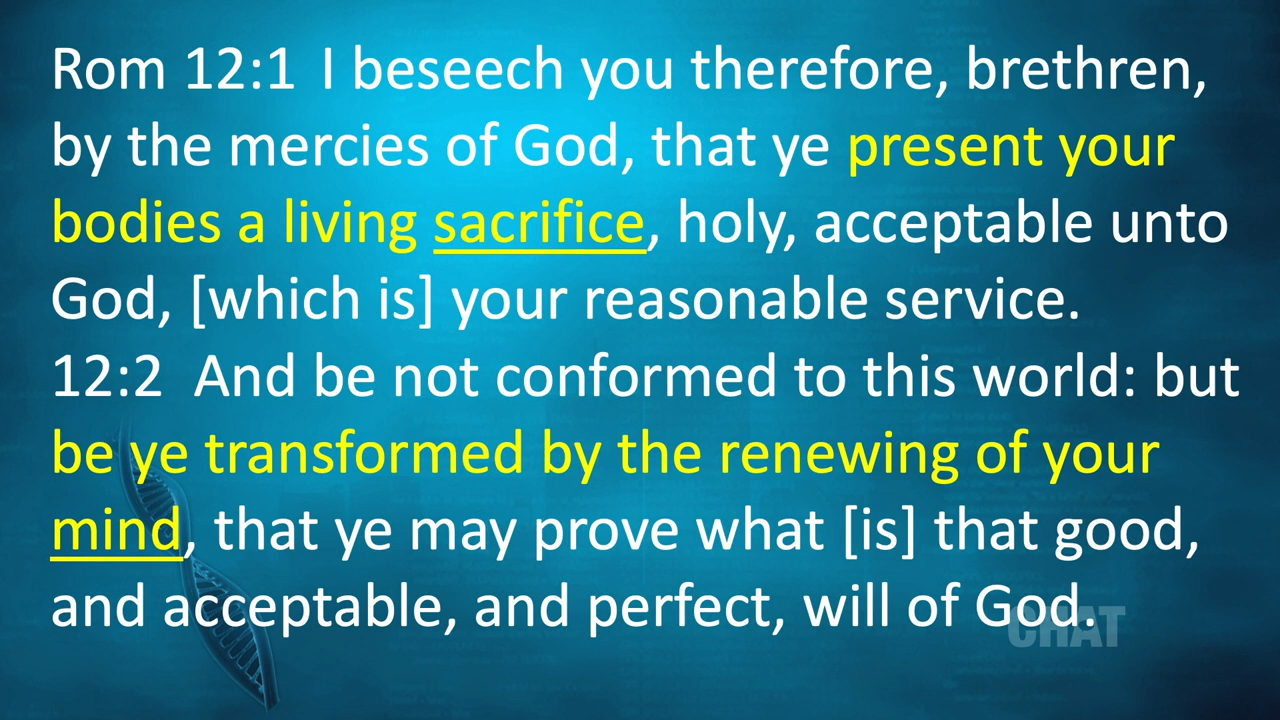 Rom 12:1  I beseech you therefore, brethren,
by the mercies of God, that ye present your
bodies a living sacrifice, holy, acceptable unto
God, [which is] your reasonable service.
12:2  And be not conformed to this world: but
be ye transformed by the renewing of your
mind, that ye may prove what [is] that good,
and acceptable, and perfect, will of God.
CHAT